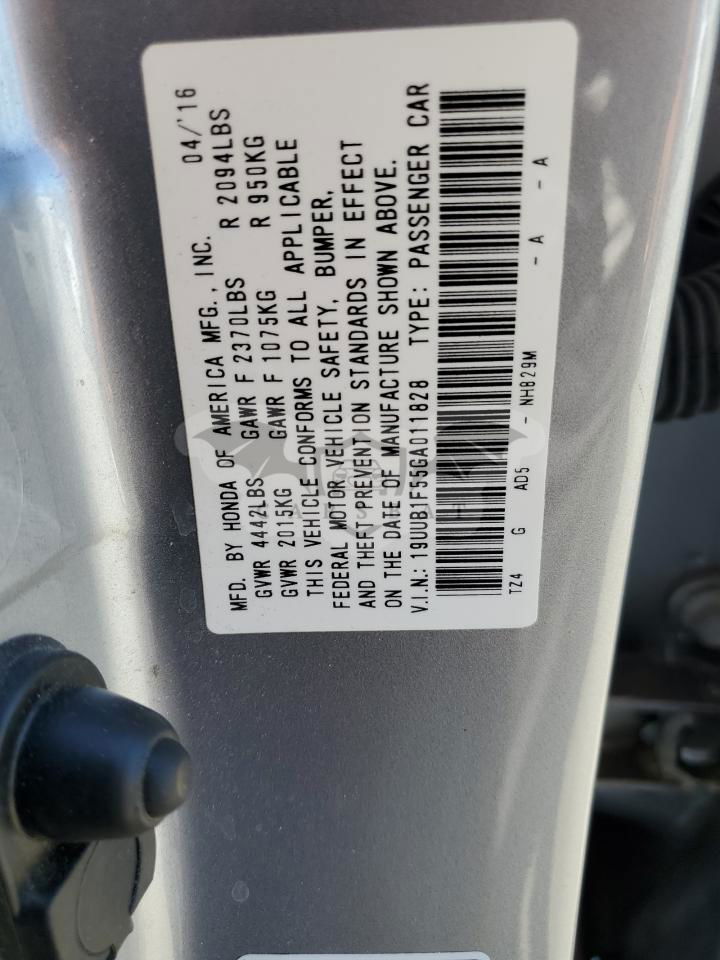 MFD. BY HONDA OF AMERICA MFG., INC. 04/'16
GVWR 4442LBS GAWR F 2370LBS R 2094LBS
GVWR 2015KG GAWR F 1075KG R 950KG
THIS VEHICLE CONFORMS TO ALL APPLICABLE
FEDERAL MOTOR VEHICLE SAFETY, BUMPER,
AND THEFT PREVENTION STANDARDS IN EFFECT
ON THE DATE OF MANUFACTURE SHOWN ABOVE.
V.I.N.: 19UUB1F55GA011828 TYPE: PASSENGER CAR
TZ4 G AD5 - NH829M - A - A